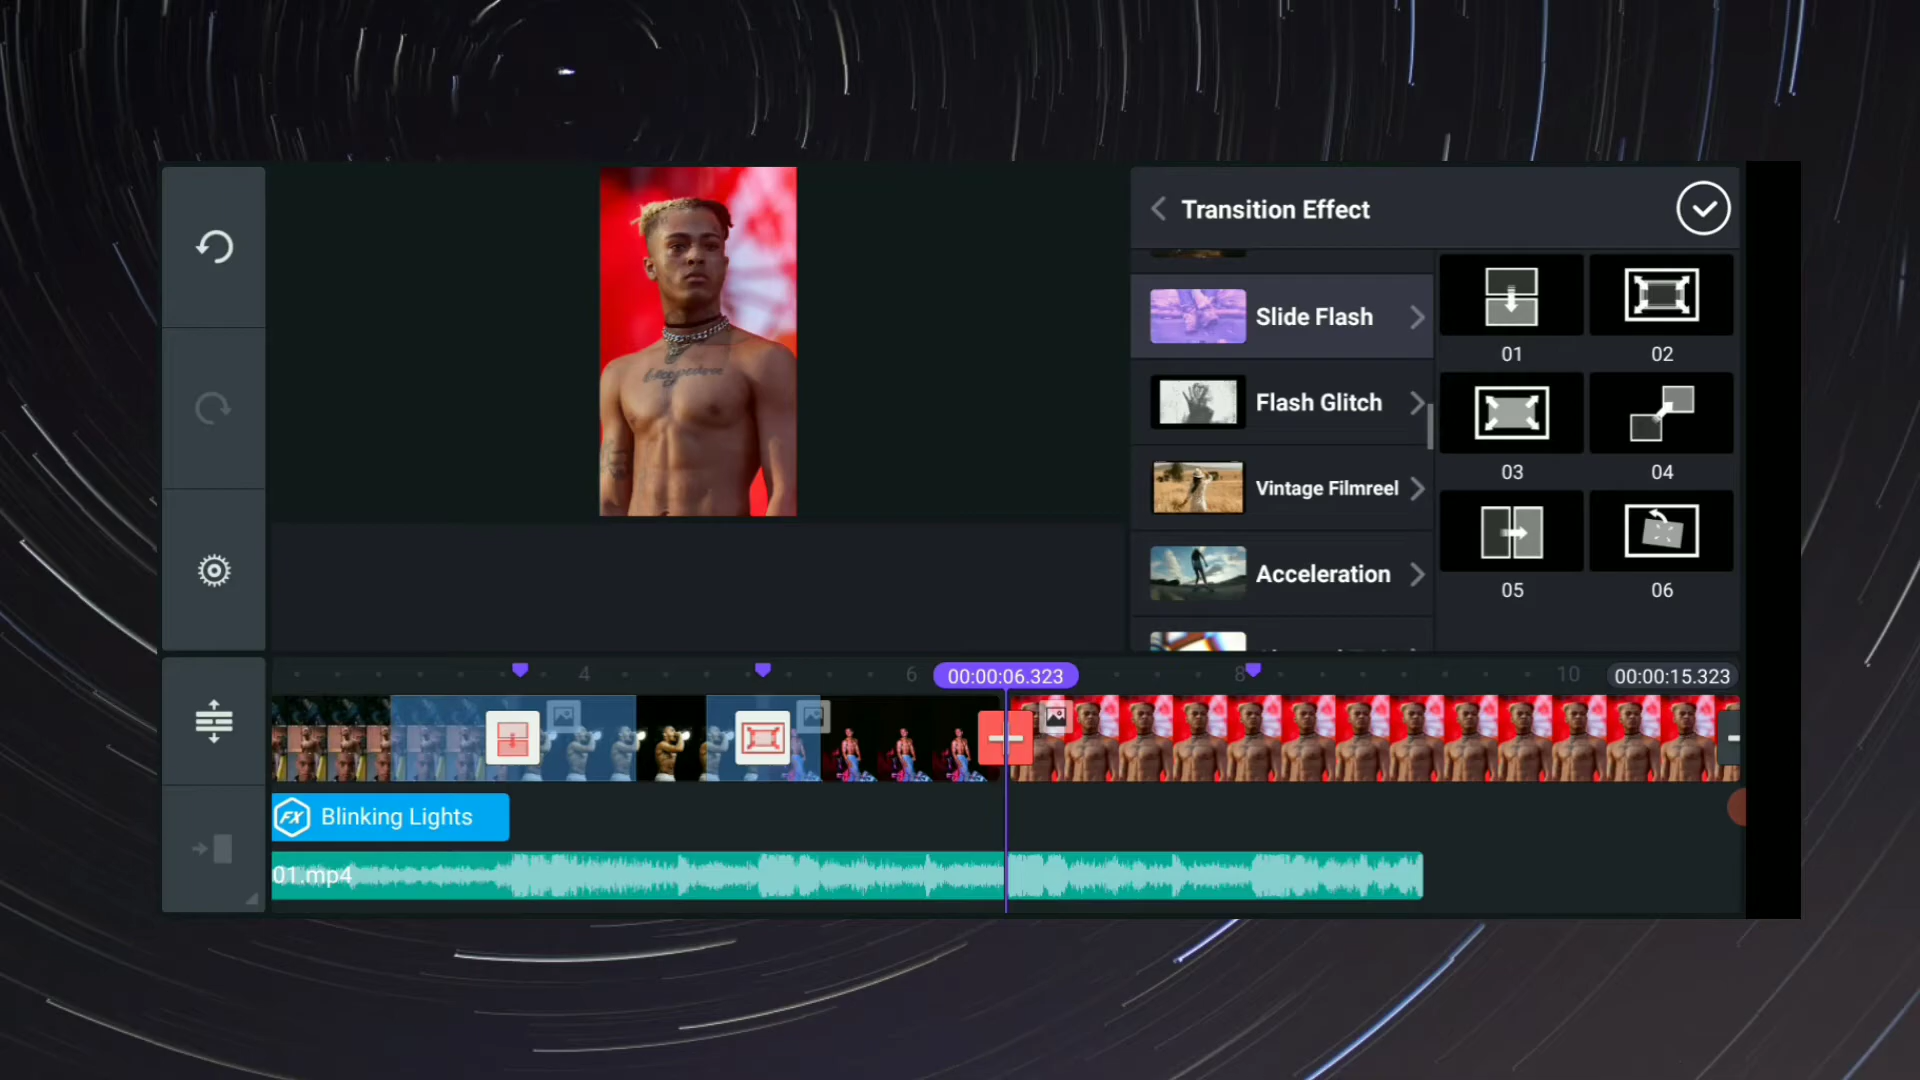 Transition Effect
Slide Flash
Flash Glitch
Vintage Filmreel
Acceleration
01
02
03
04
05
06
4
6
00:00:06.323
8
10
00:00:15.323
FX Blinking Lights
01.mp4